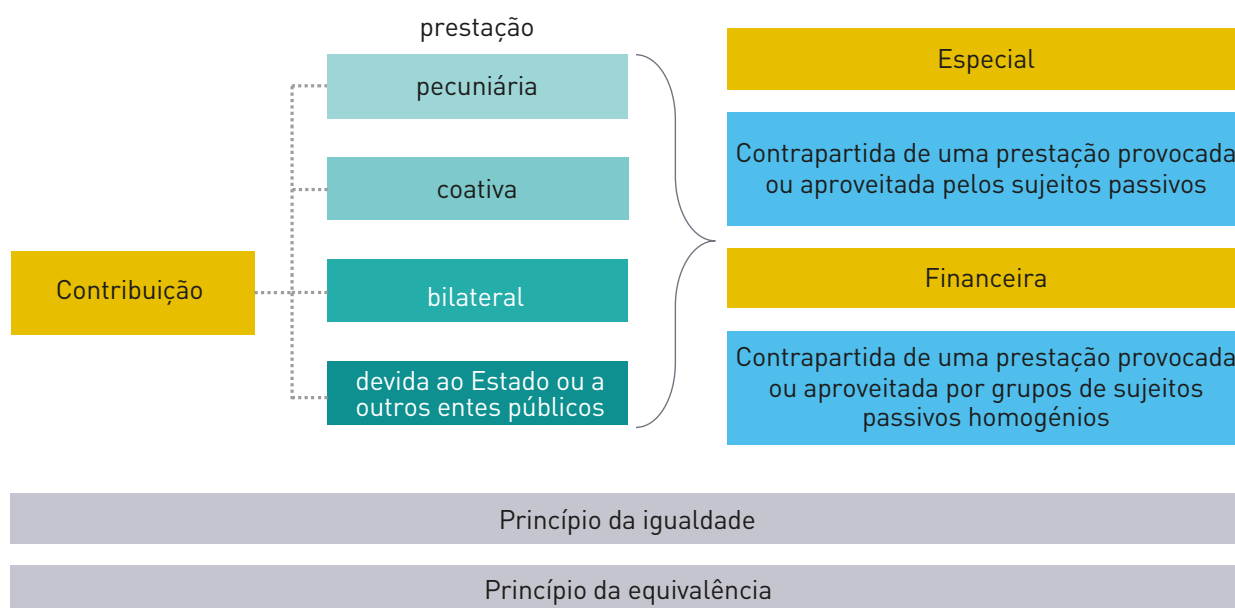 prestação
pecuniária
coativa
Contribuição
bilateral
devida ao Estado ou a
outros entes públicos
Especial
Contrapartida de uma prestação provocada
ou aproveitada pelos sujeitos passivos
Financeira
Contrapartida de uma prestação provocada
ou aproveitada por grupos de sujeitos
passivos homogénios
Princípio da igualdade
Princípio da equivalência